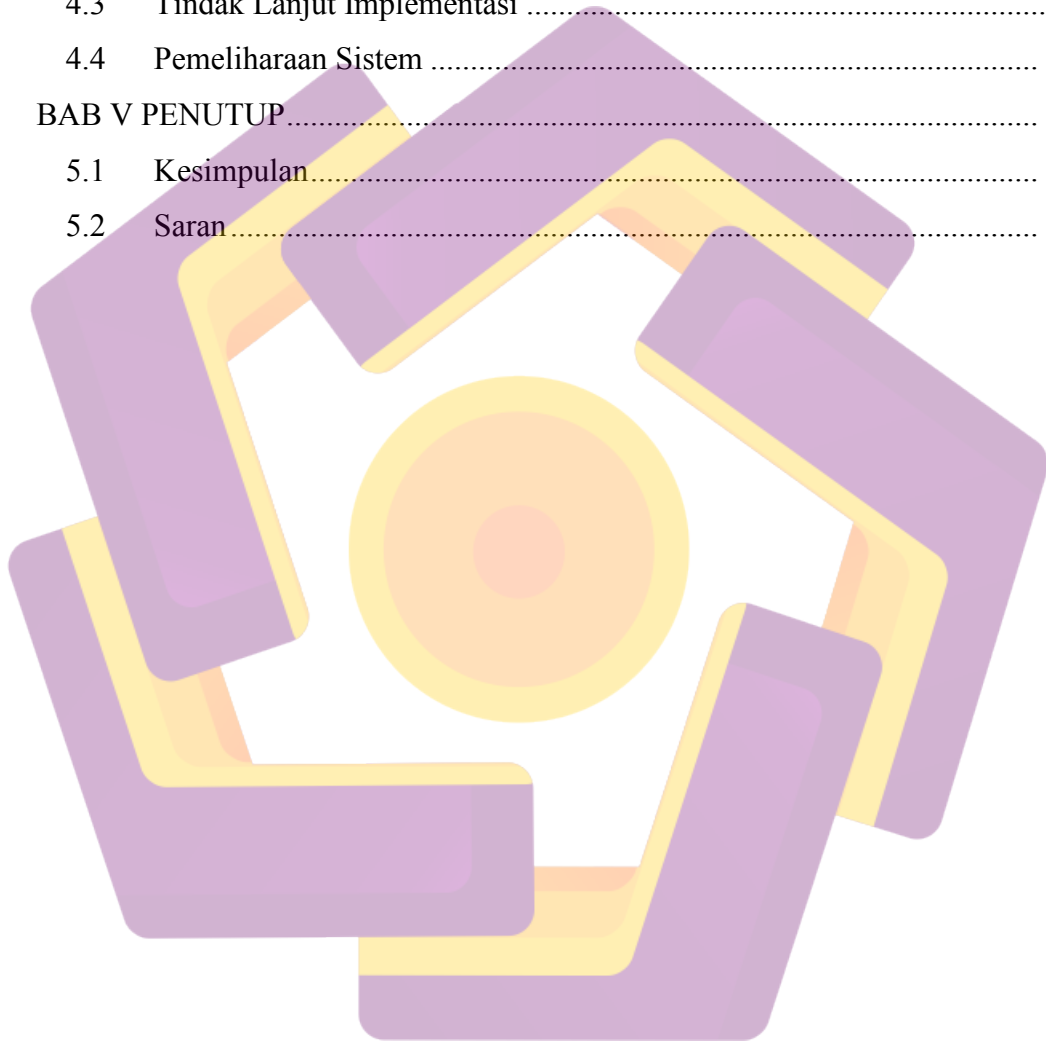 4.3 Tindak Lanjut Implementasi ..........................................................................
4.4 Pemeliharaan Sistem .......................................................................................
BAB V PENUTUP...........................................................................................................
5.1 Kesimpulan........................................................................................................
5.2 Saran ...................................................................................................................